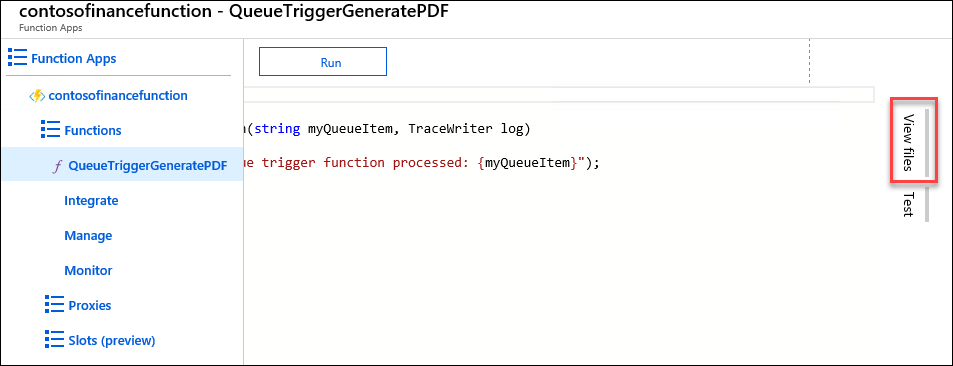 contosofinancefunction - QueueTriggerGeneratePDF
Function Apps
Function Apps
contosofinancefunction
Functions
f QueueTriggerGeneratePDF
Integrate
Manage
Monitor
Proxies
Slots (preview)
Run
(string myQueueItem, TraceWriter log)
ue trigger function processed: {myQueueItem}");
View files
Test